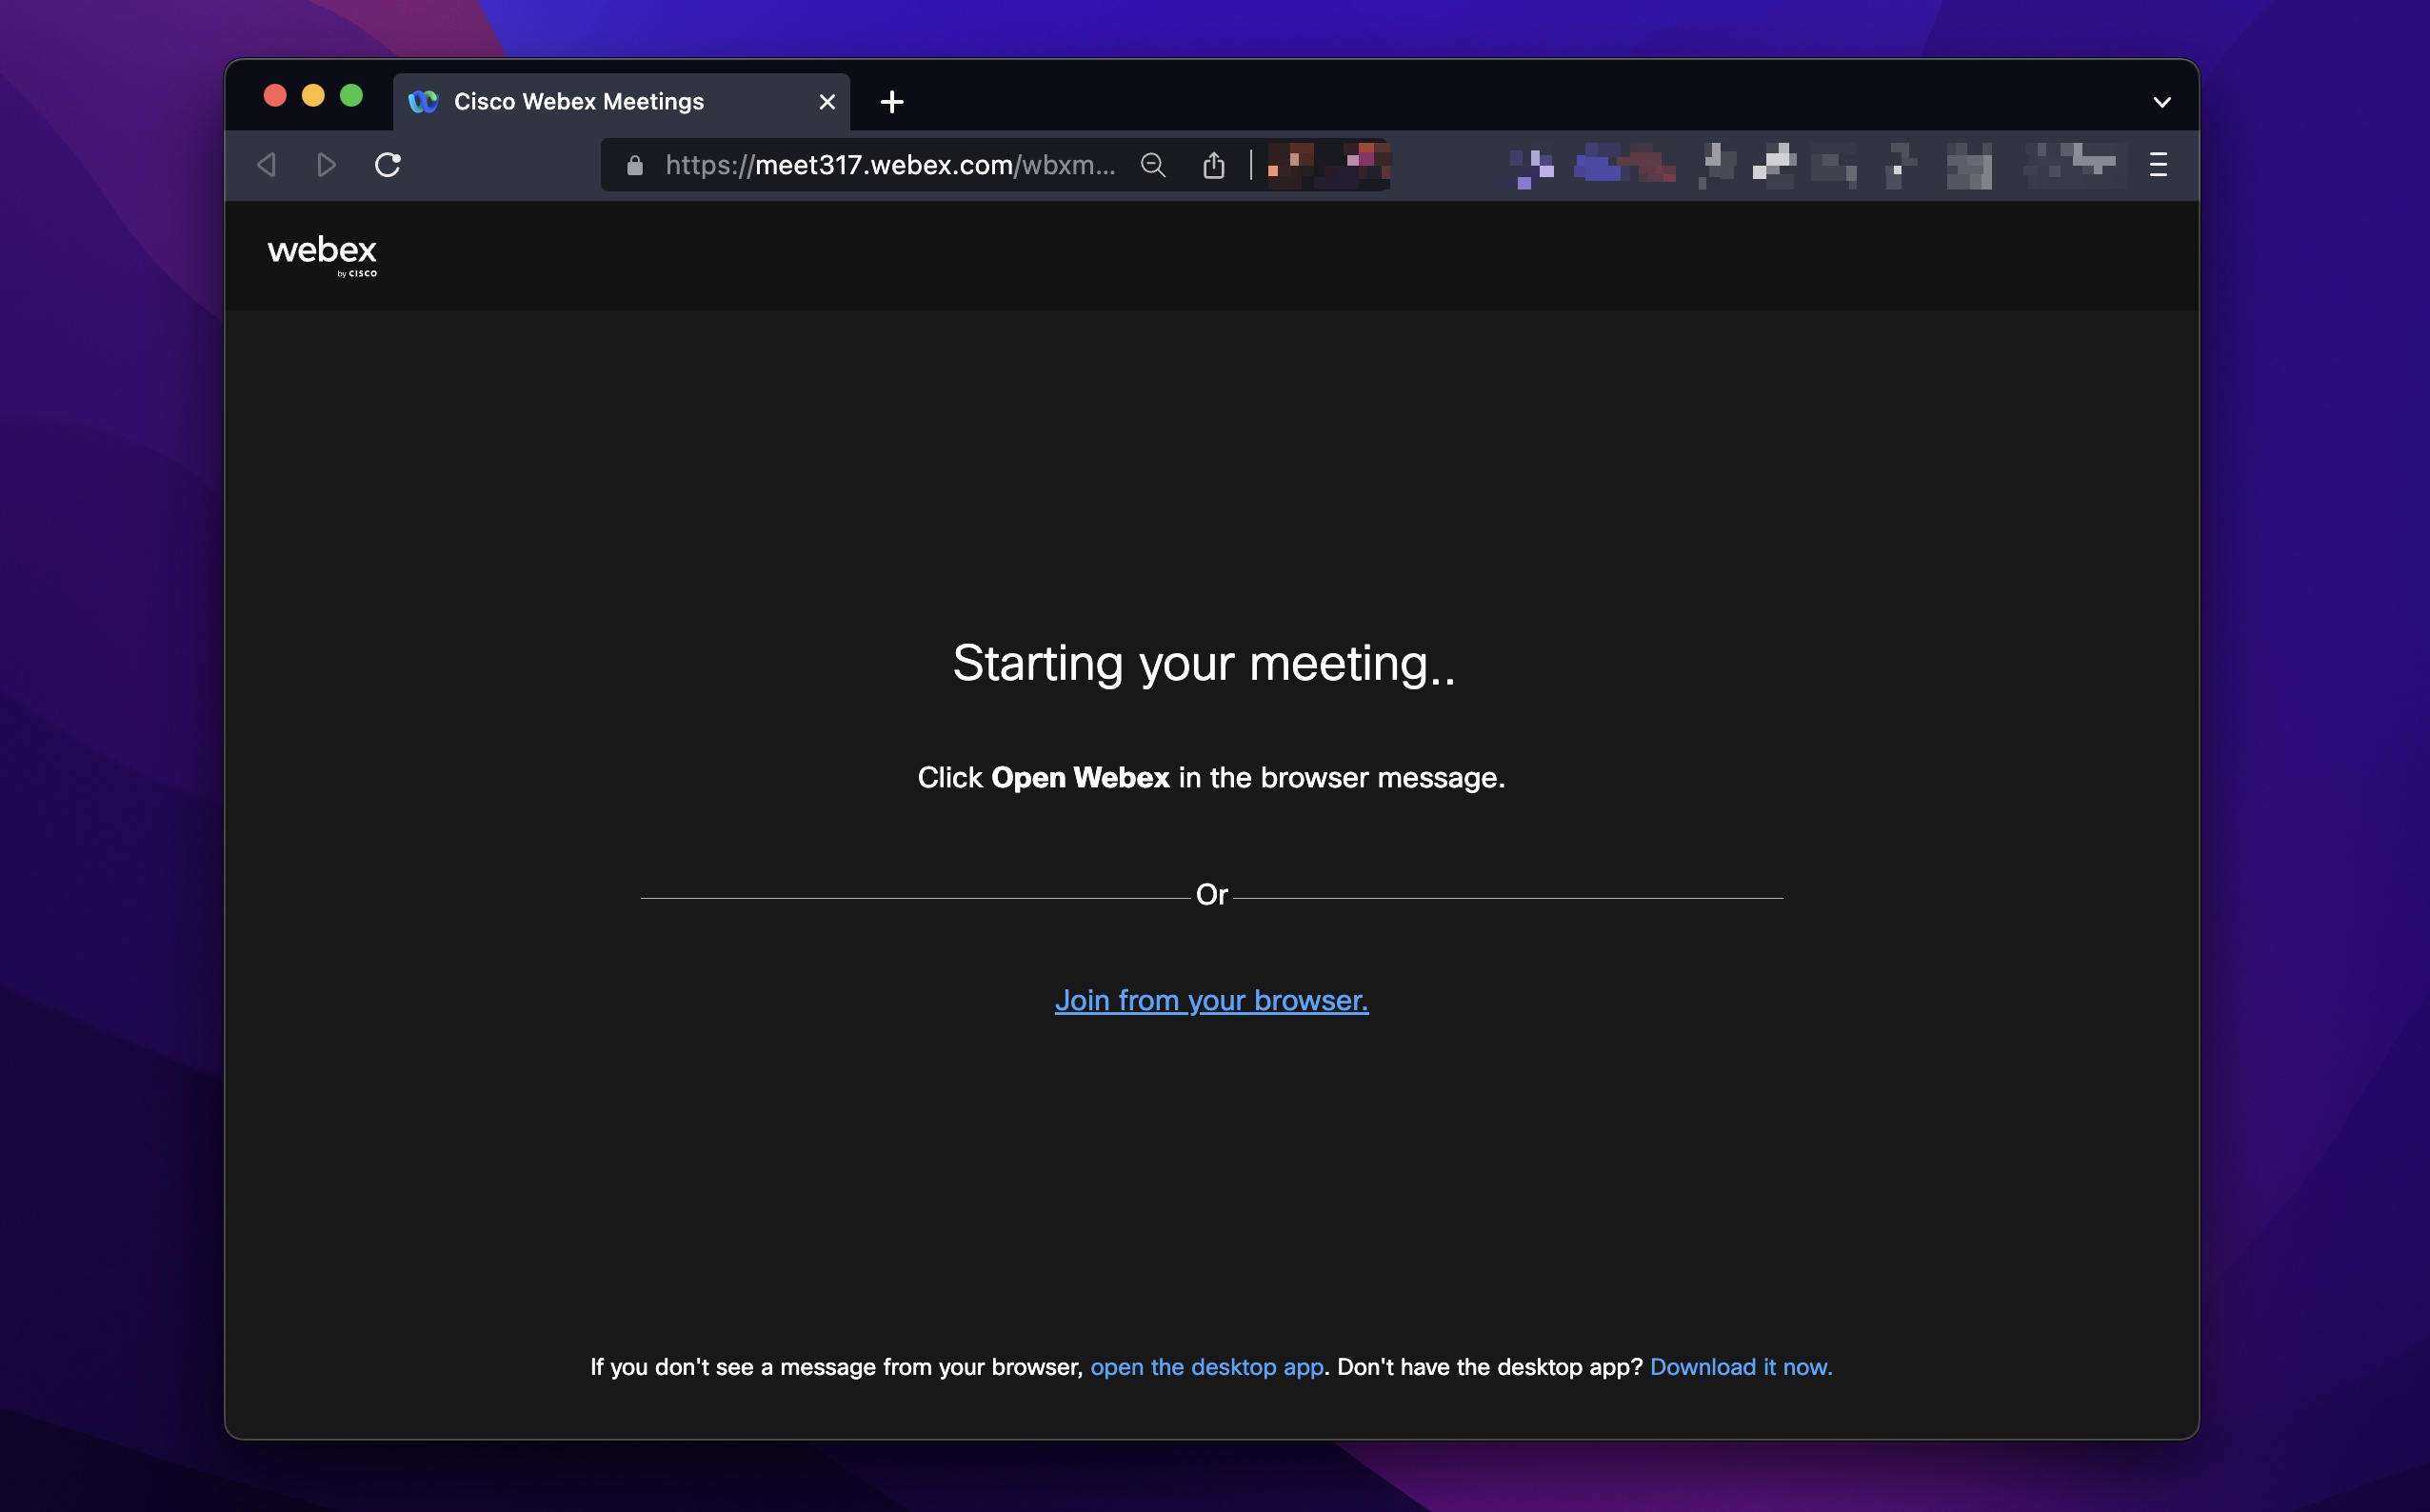 Cisco Webex Meetings
https://meet317.webex.com/wbxm...
webex
by CISCO
Starting your meeting..
Click Open Webex in the browser message.
Or
Join from your browser.
If you don't see a message from your browser, open the desktop app. Don't have the desktop app? Download it now.